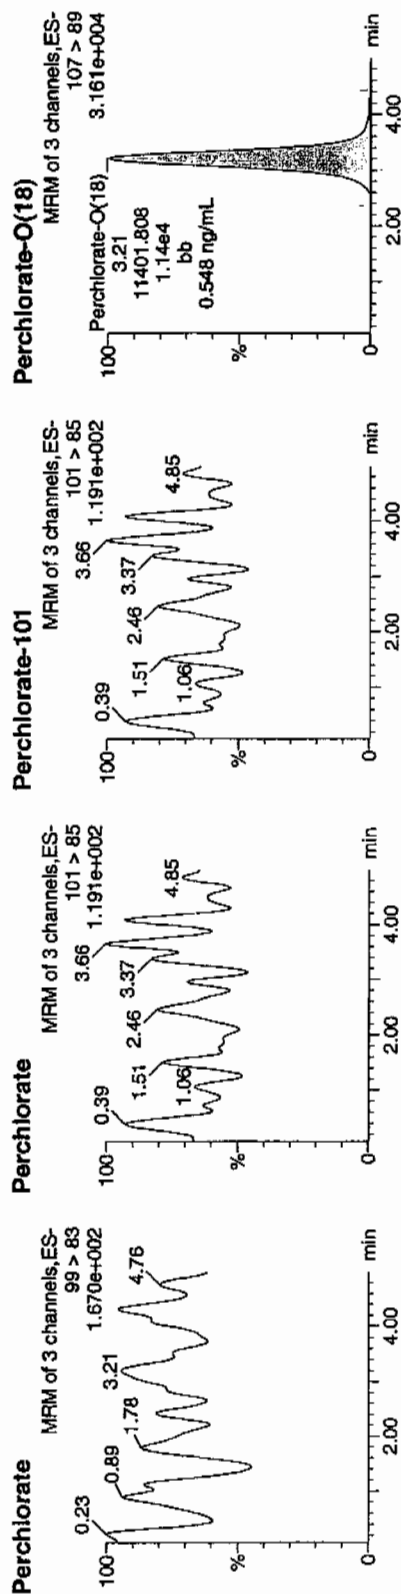 Perchlorate
MRM of 3 channels,ES-
99 > 83
1.670e+002
100
%
0
0.23
0.89
1.78
3.21
4.76
2.00
4.00
min
Perchlorate
MRM of 3 channels,ES-
101 > 85
1.191e+002
100
%
0
0.39
1.06
1.51
2.46
3.37
3.66
4.85
2.00
4.00
min
Perchlorate-101
MRM of 3 channels,ES-
101 > 85
1.191e+002
100
%
0
0.39
1.06
1.51
2.46
3.37
3.66
4.85
2.00
4.00
min
Perchlorate-O(18)
MRM of 3 channels,ES-
107 > 89
3.161e+004
100
%
0
Perchlorate-O(18)
3.21
11401.808
1.14e4
bb
0.548 ng/mL
2.00
4.00
min